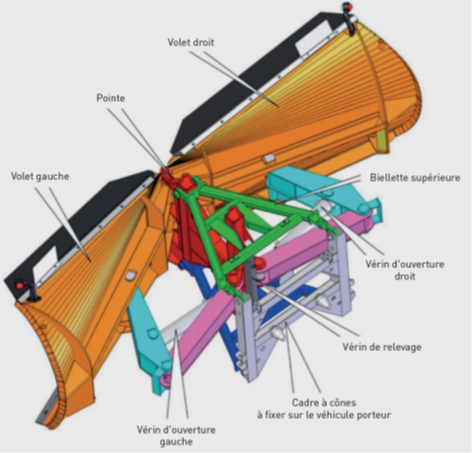 Volet droit
Pointe
Volet gauche
Biellette supérieure
Vérin d'ouverture
droit
Vérin de relevage
Cadre à cônes
à fixer sur le véhicule porteur
Vérin d'ouverture
gauche